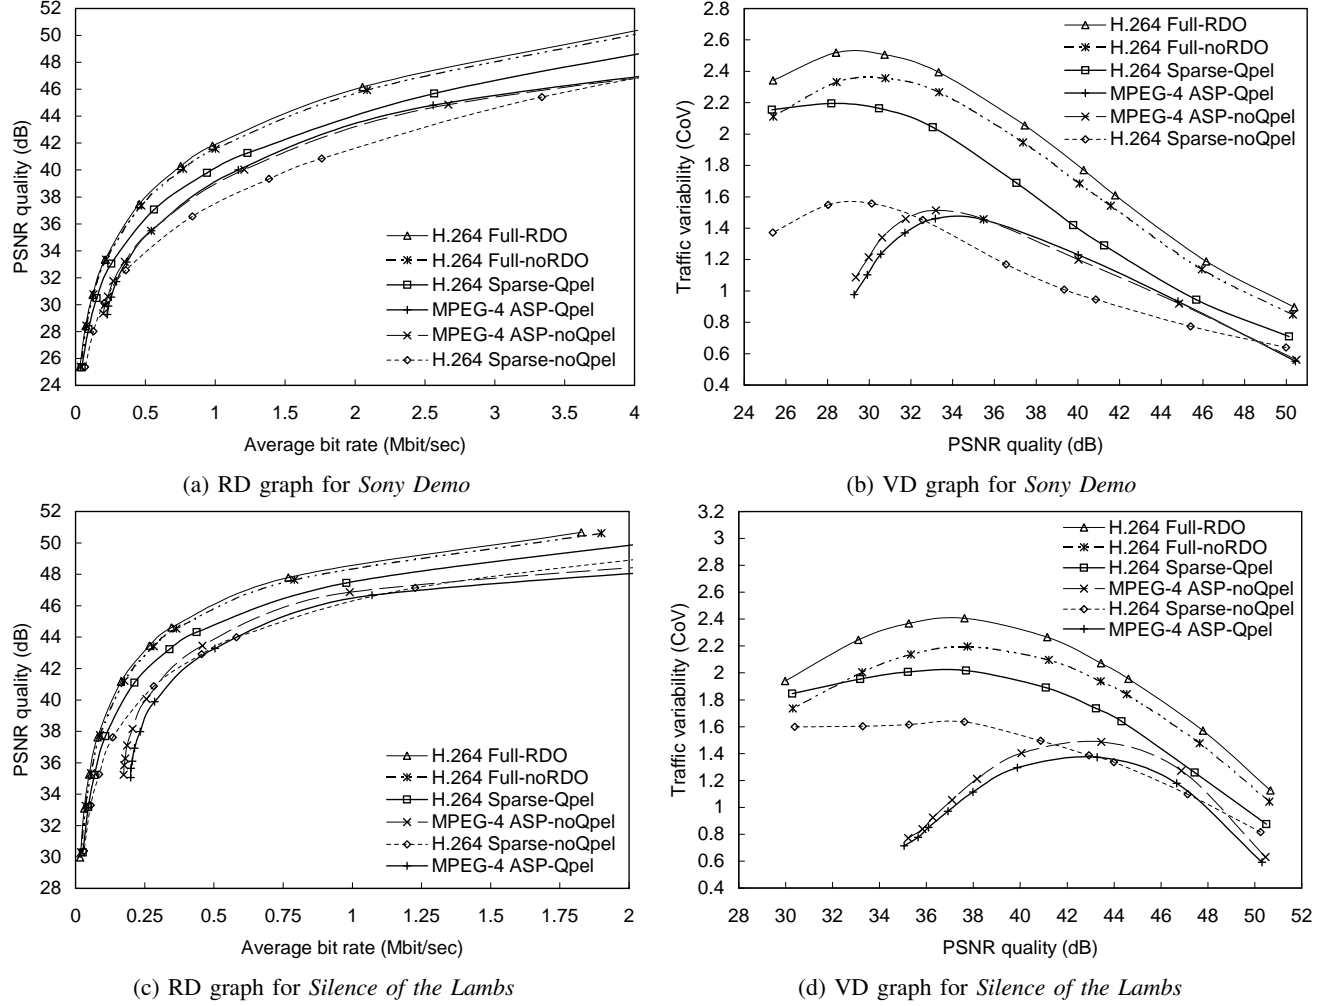 52
50
48
46
44
42
40
38
36
34
32
30
28
26
24
PSNR quality (dB)
H.264 Full-RDO
H.264 Full-noRDO
H.264 Sparse-Qpel
MPEG-4 ASP-Qpel
MPEG-4 ASP-noQpel
H.264 Sparse-noQpel
0 0.5 1 1.5 2 2.5 3 3.5 4
Average bit rate (Mbit/sec)
(a) RD graph for Sony Demo
2.8
2.6
2.4
2.2
2
1.8
1.6
1.4
1.2
1
0.8
0.6
0.4
Traffic variability (CoV)
H.264 Full-RDO
H.264 Full-noRDO
H.264 Sparse-Qpel
MPEG-4 ASP-Qpel
MPEG-4 ASP-noQpel
H.264 Sparse-noQpel
24 26 28 30 32 34 36 38 40 42 44 46 48 50
PSNR quality (dB)
(b) VD graph for Sony Demo
52
50
48
46
44
42
40
38
36
34
32
30
28
PSNR quality (dB)
H.264 Full-RDO
H.264 Full-noRDO
H.264 Sparse-Qpel
MPEG-4 ASP-noQpel
H.264 Sparse-noQpel
MPEG-4 ASP-Qpel
0 0.25 0.5 0.75 1 1.25 1.5 1.75 2
Average bit rate (Mbit/sec)
(c) RD graph for Silence of the Lambs
3.2
3
2.8
2.6
2.4
2.2
2
1.8
1.6
1.4
1.2
1
0.8
0.6
0.4
Traffic variability (CoV)
H.264 Full-RDO
H.264 Full-noRDO
H.264 Sparse-Qpel
MPEG-4 ASP-noQpel
H.264 Sparse-noQpel
MPEG-4 ASP-Qpel
28 30 32 34 36 38 40 42 44 46 48 50 52
PSNR quality (dB)
(d) VD graph for Silence of the Lambs